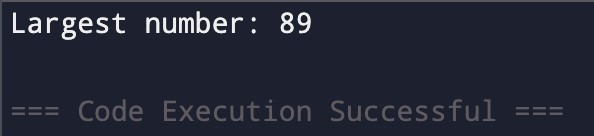 Largest number: 89
=== Code Execution Successful ===